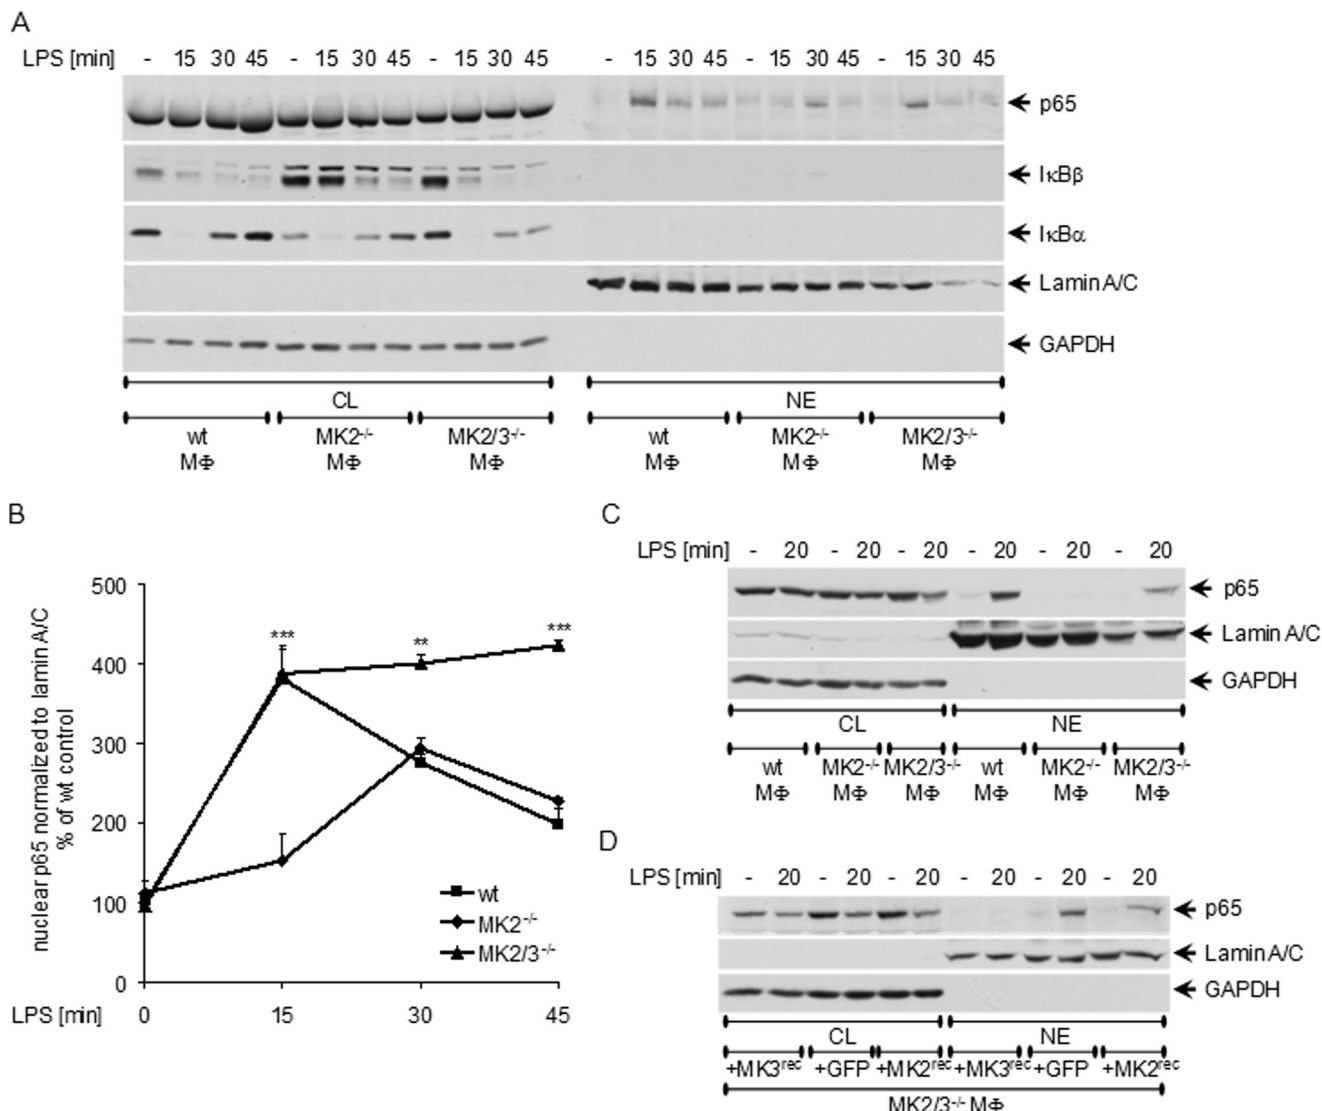 A
LPS [min] - 15 30 45 - 15 30 45 - 15 30 45 - 15 30 45 - 15 30 45 - 15 30 45
p65
IκBβ
IκBα
Lamin A/C
GAPDH
CL NE
wt MK2-/- MK2/3-/- wt MK2-/- MK2/3-/-
MΦ MΦ MΦ MΦ MΦ MΦ
B
nuclear p65 normalized to lamin A/C
% of wt control
500
400
300
200
100
0
*** ** ***
wt
MK2-/-
MK2/3-/-
LPS [min] 0 15 30 45
C
LPS [min] - 20 - 20 - 20 - 20 - 20 - 20
p65
Lamin A/C
GAPDH
CL NE
wt MK2-/- MK2/3-/- wt MK2-/- MK2/3-/-
MΦ MΦ MΦ MΦ MΦ MΦ
D
LPS [min] - 20 - 20 - 20 - 20 - 20 - 20
p65
Lamin A/C
GAPDH
CL NE
+MK3rec +GFP +MK2rec +MK3rec +GFP +MK2rec
MK2/3-/- MΦ